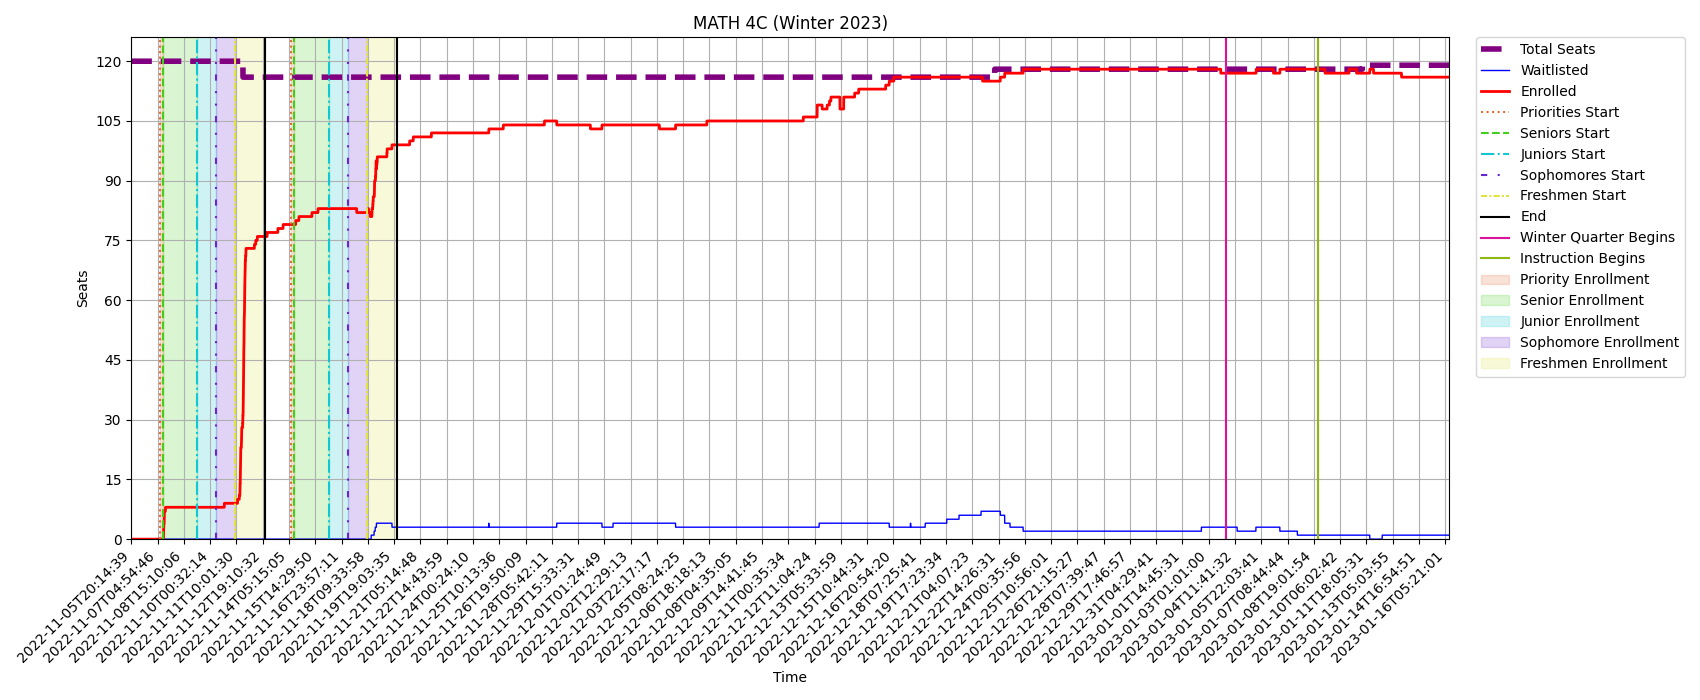 MATH 4C (Winter 2023)
Seats
120
105
90
75
60
45
30
15
0
2022-11-05T20:14:39
2022-11-07T04:54:46
2022-11-08T15:10:06
2022-11-10T00:32:14
2022-11-11T10:01:30
2022-11-12T19:10:32
2022-11-14T05:15:05
2022-11-15T14:29:50
2022-11-16T23:57:11
2022-11-18T09:33:58
2022-11-19T19:03:35
2022-11-21T05:14:48
2022-11-22T14:43:59
2022-11-24T00:24:10
2022-11-25T10:13:36
2022-11-26T19:50:09
2022-11-28T05:42:11
2022-11-29T15:33:31
2022-12-01T01:24:49
2022-12-02T12:29:13
2022-12-03T22:17:17
2022-12-05T08:24:25
2022-12-06T18:18:13
2022-12-08T04:35:05
2022-12-09T14:41:45
2022-12-11T00:35:34
2022-12-12T11:04:24
2022-12-13T05:33:59
2022-12-15T10:44:31
2022-12-16T20:54:20
2022-12-18T07:25:41
2022-12-19T17:23:34
2022-12-21T04:07:23
2022-12-22T14:26:31
2022-12-24T00:35:56
2022-12-25T10:56:01
2022-12-26T21:15:27
2022-12-28T07:39:47
2022-12-29T17:46:57
2022-12-31T04:29:41
2023-01-01T14:45:31
2023-01-03T01:01:00
2023-01-04T11:41:32
2023-01-05T22:03:41
2023-01-07T08:44:44
2023-01-08T19:01:54
2023-01-10T06:02:42
2023-01-11T18:05:31
2023-01-13T05:03:55
2023-01-14T16:54:51
2023-01-16T05:21:01
Time
Total Seats
Waitlisted
Enrolled
Priorities Start
Seniors Start
Juniors Start
Sophomores Start
Freshmen Start
End
Winter Quarter Begins
Instruction Begins
Priority Enrollment
Senior Enrollment
Junior Enrollment
Sophomore Enrollment
Freshmen Enrollment